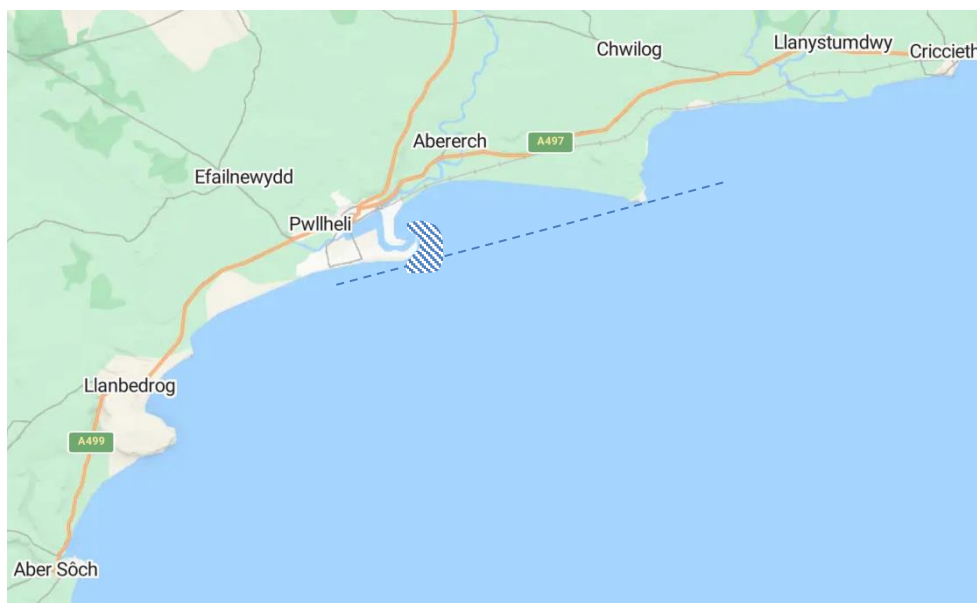 Chwilog
Llanystumdwy
Criccieth
Abererch
A497
Efailnewydd
Pwllheli
Llanbedrog
A499
Aber Sôch